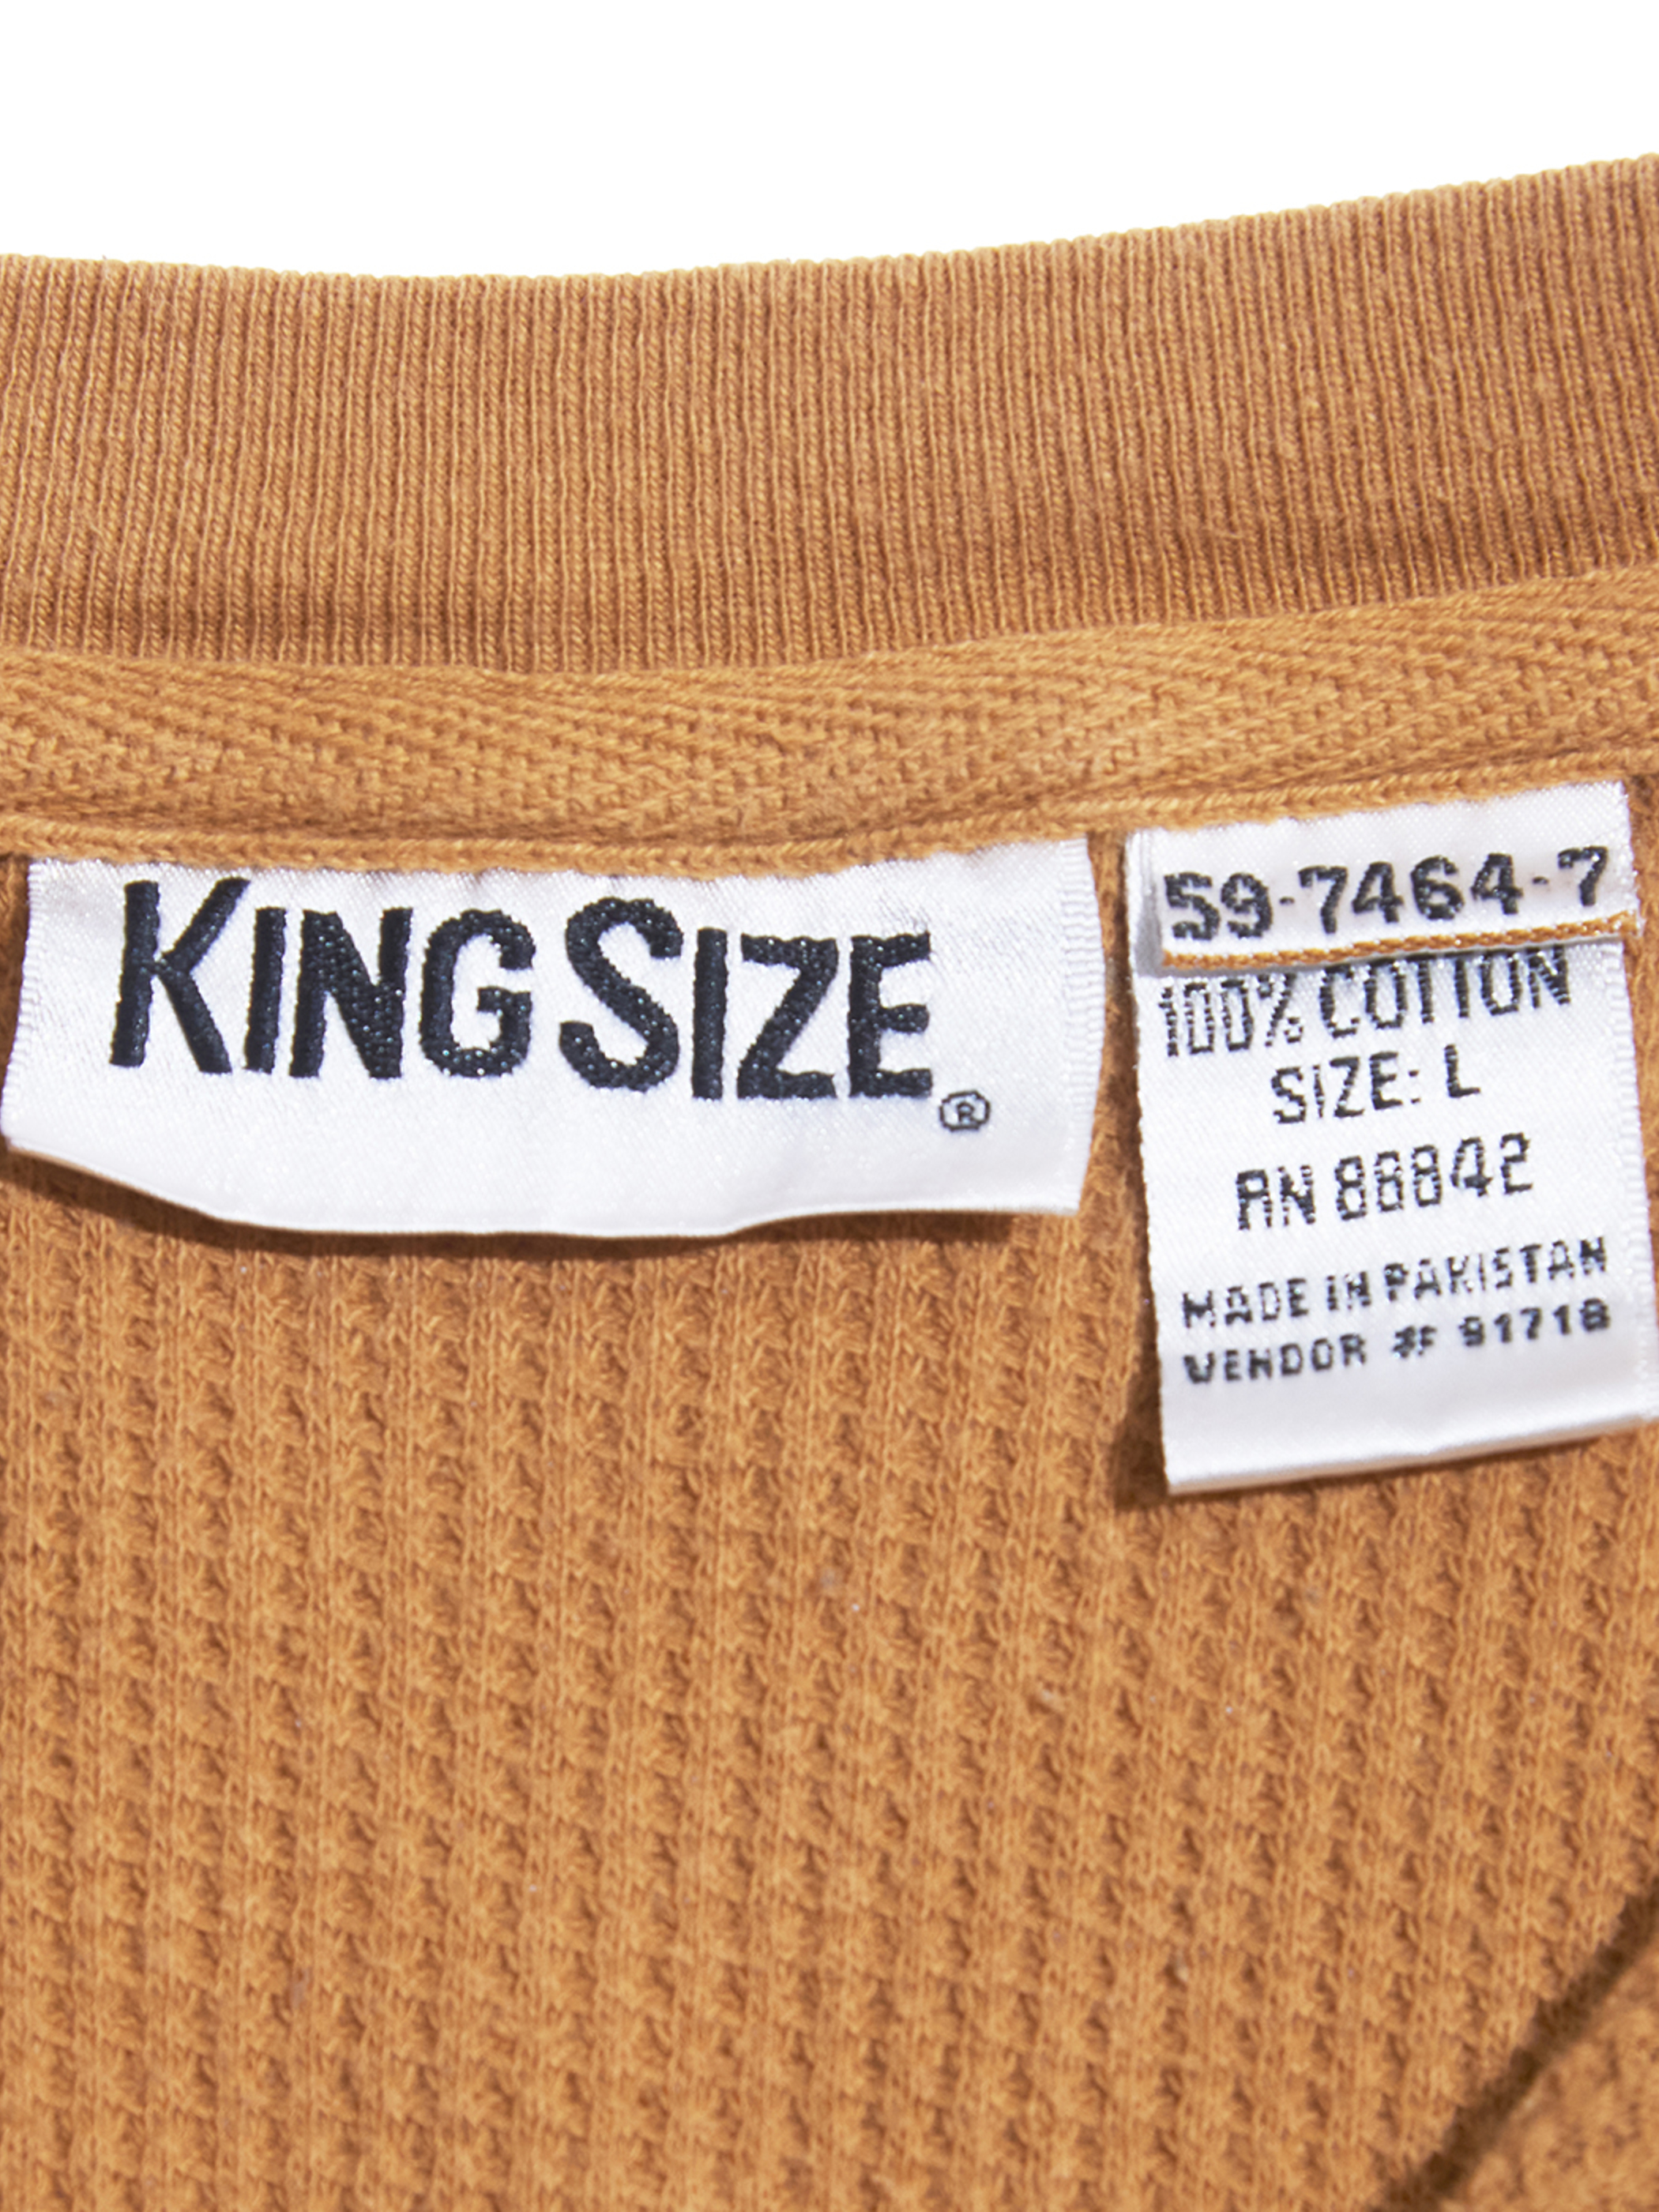 KING SIZE
®
59-7464-7
100% COTTON
SIZE: L
RN 88842
MADE IN PAKISTAN
VENDOR # 91718